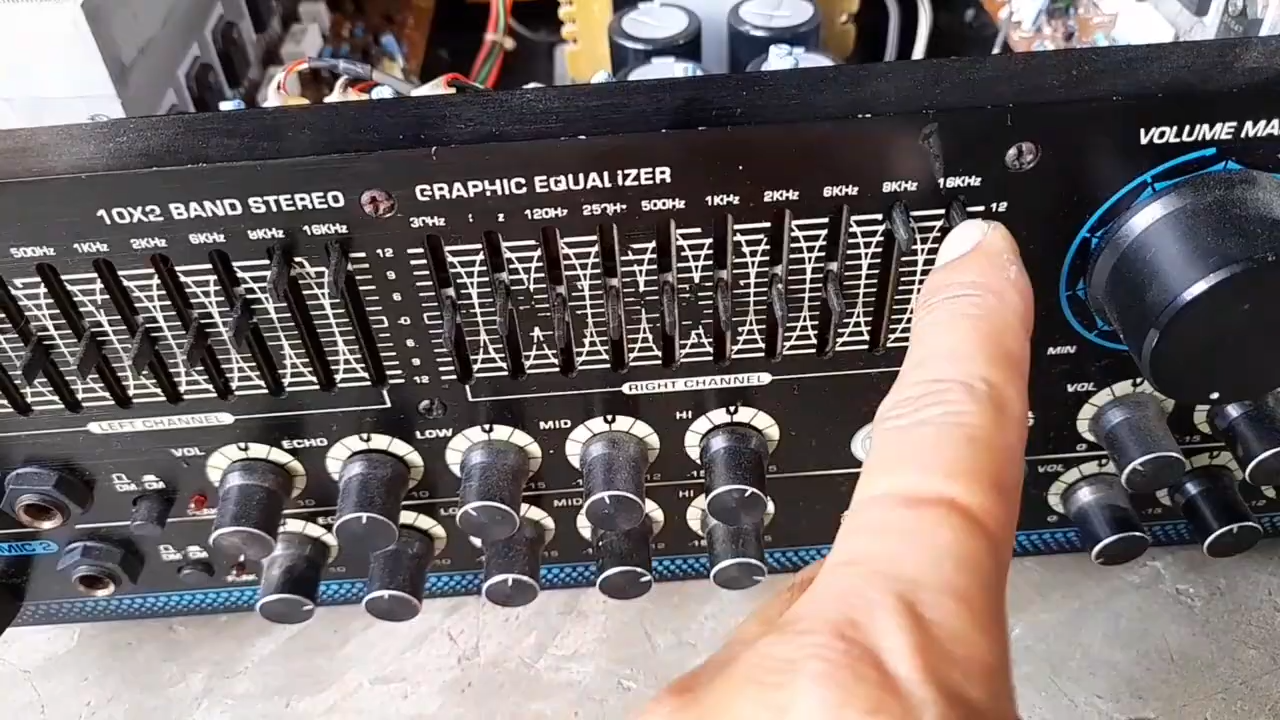 VOLUME MA
10X2 BAND STEREO GRAPHIC EQUALIZER
500Hz 1KHz 2KHz 6KHz 8KHz 16KHz
30Hz 120Hz 250Hz 500Hz 1KHz 2KHz 6KHz 8KHz 16KHz
12 12
9
6
0
6
9
12
MIN
LEFT CHANNEL
RIGHT CHANNEL
VOL ECHO LOW MID HI VOL
VOL
MID HI
MIC 2